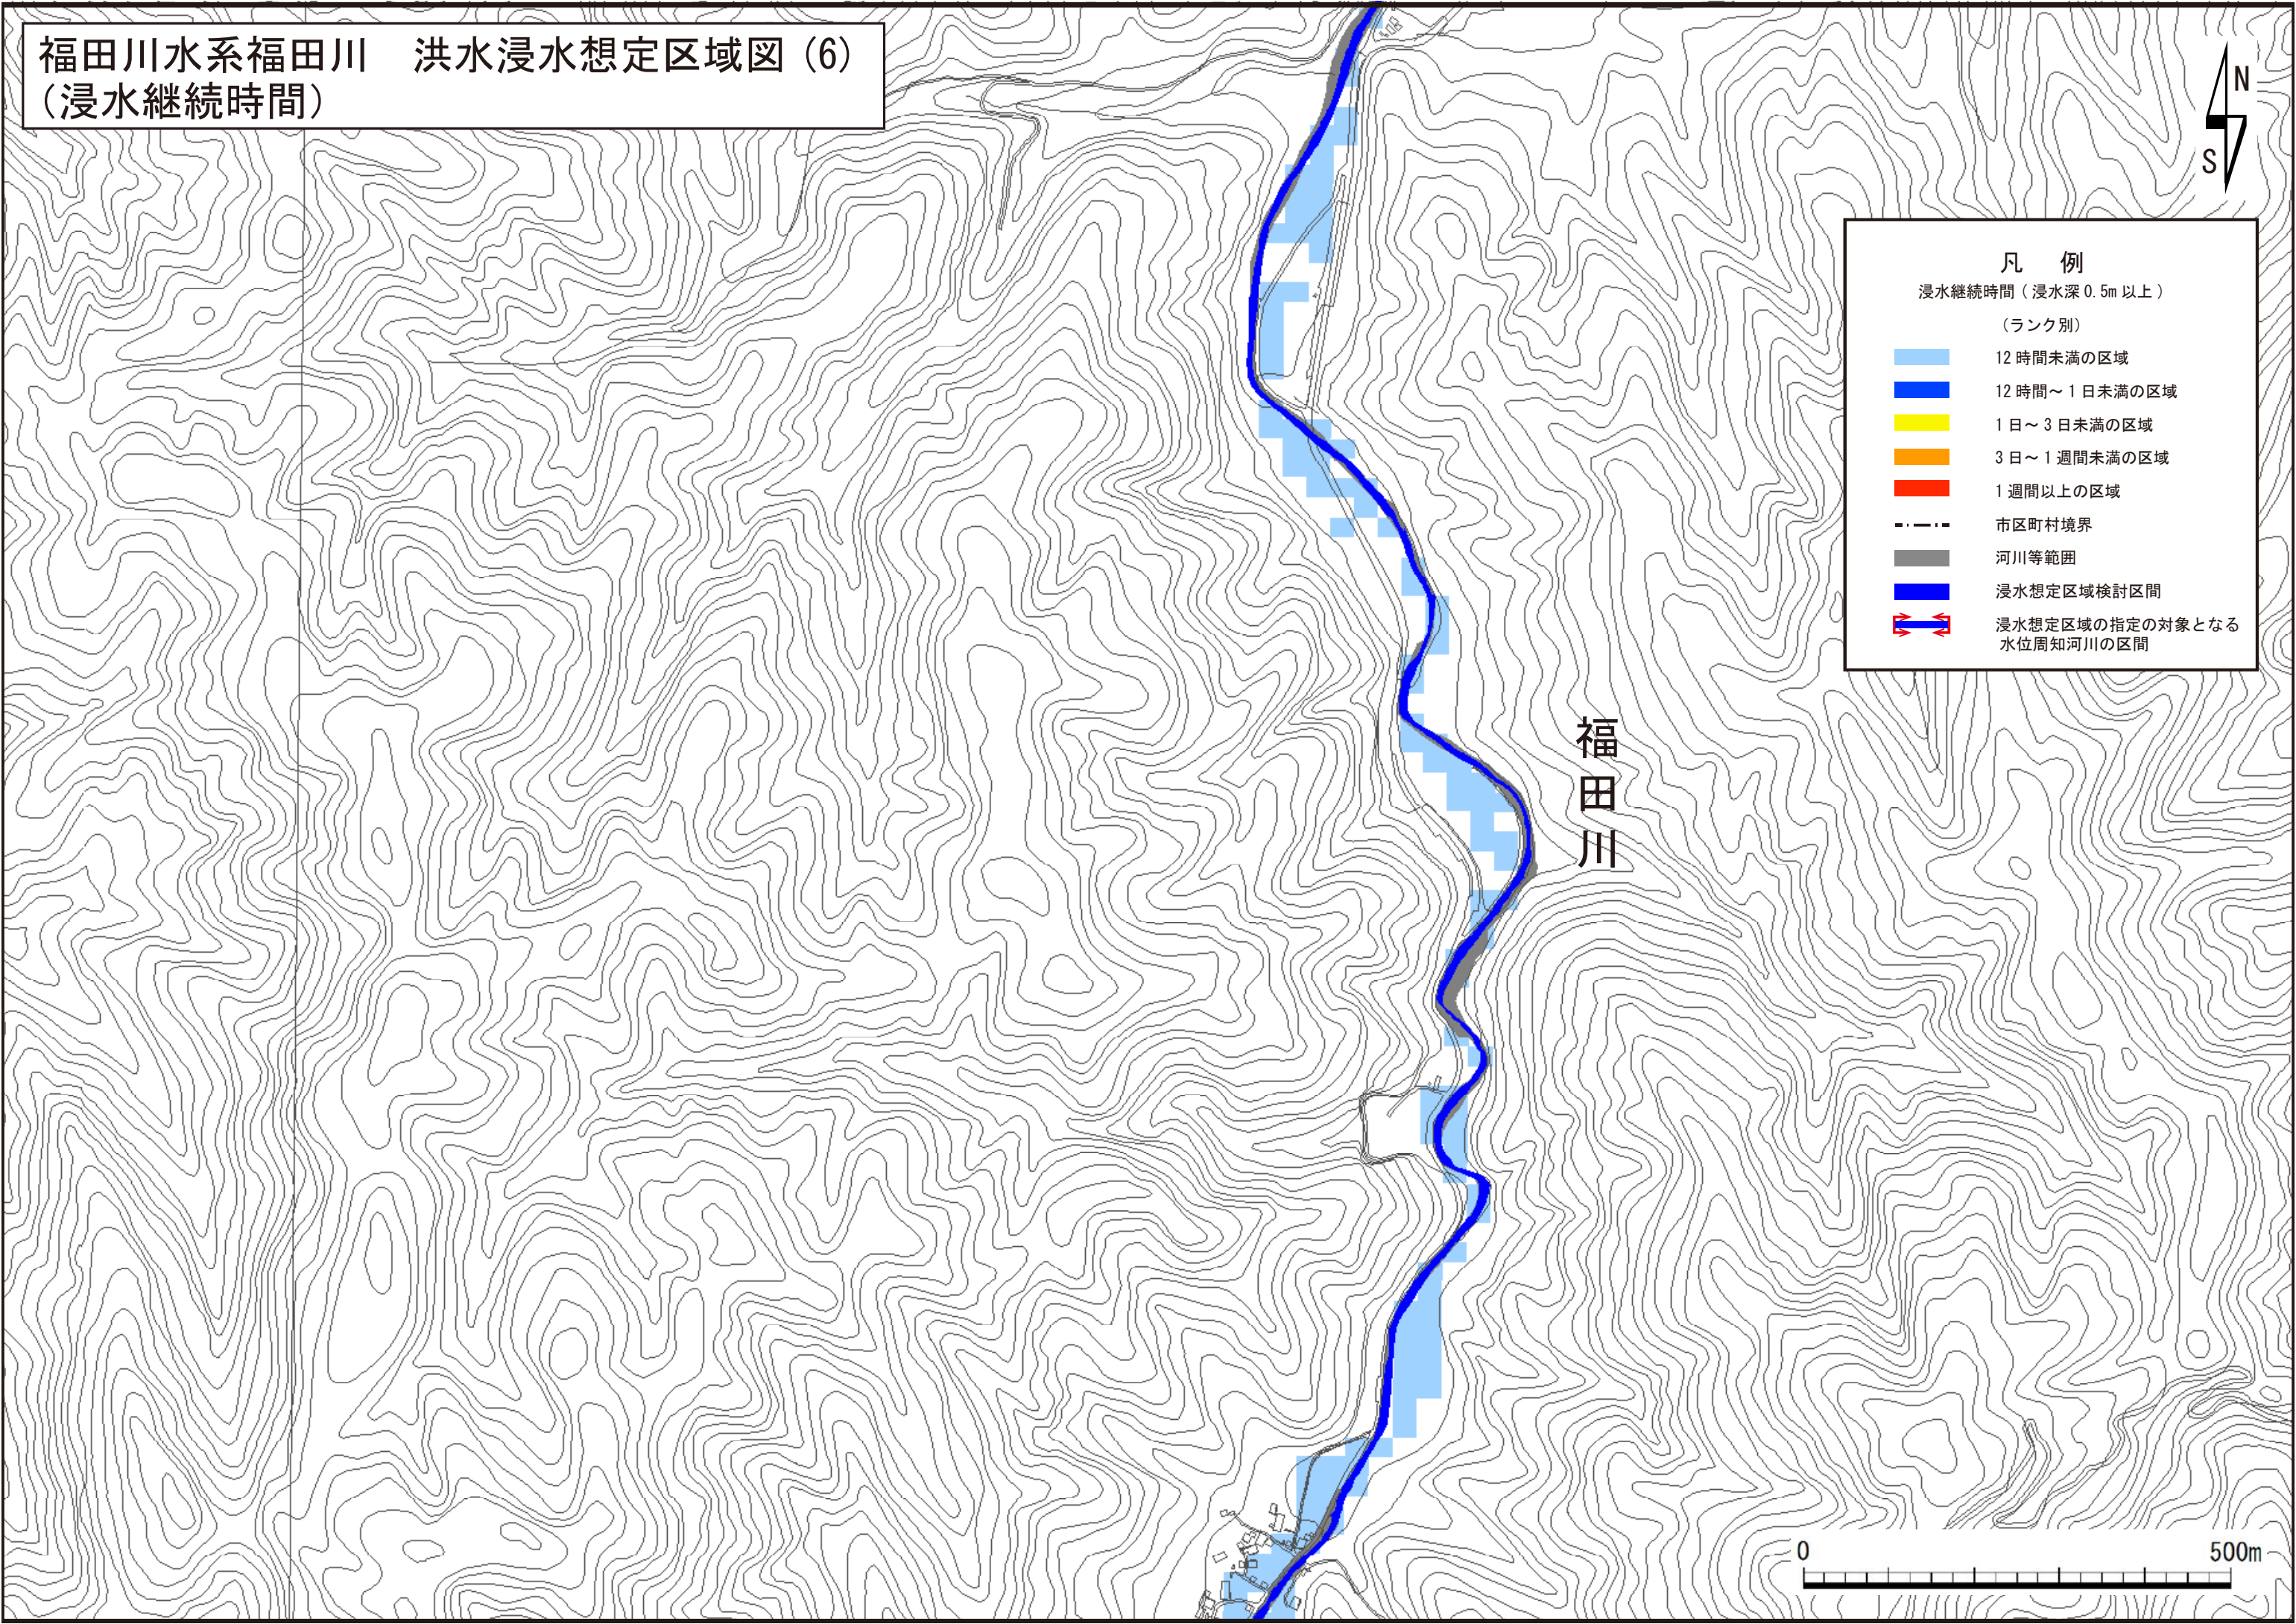 福田川水系福田川　洪水浸水想定区域図（6）
（浸水継続時間）
N
S
凡　例
浸水継続時間（浸水深0.5m以上）
（ランク別）
12時間未満の区域
12時間～1日未満の区域
1日～3日未満の区域
3日～1週間未満の区域
1週間以上の区域
市区町村境界
河川等範囲
浸水想定区域検討区間
浸水想定区域の指定の対象となる
水位周知河川の区間
福田川
0 500m